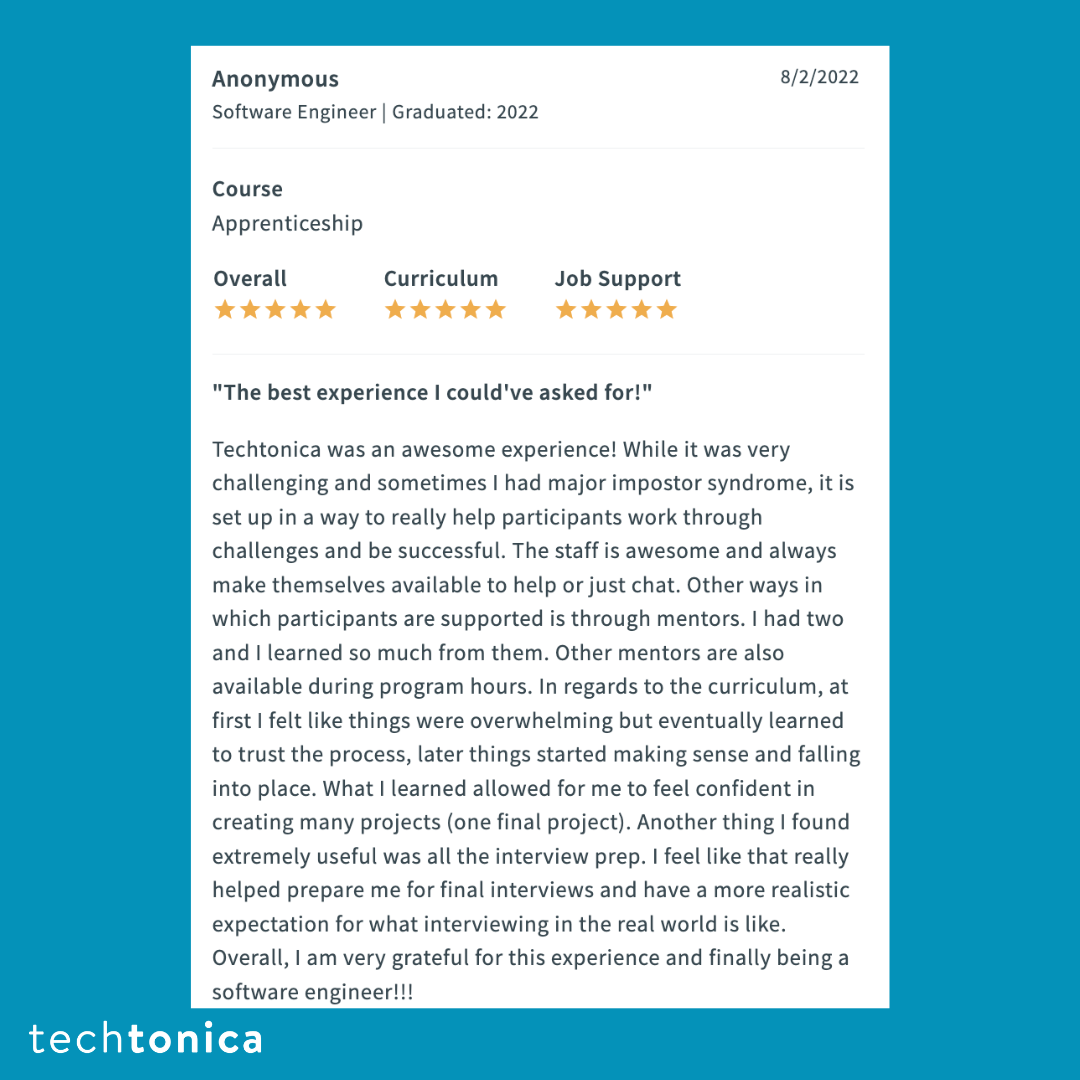 Anonymous 8/2/2022
Software Engineer | Graduated: 2022
Course
Apprenticeship
Overall Curriculum Job Support
"The best experience I could've asked for!"
Techtonica was an awesome experience! While it was very
challenging and sometimes I had major impostor syndrome, it is
set up in a way to really help participants work through
challenges and be successful. The staff is awesome and always
make themselves available to help or just chat. Other ways in
which participants are supported is through mentors. I had two
and I learned so much from them. Other mentors are also
available during program hours. In regards to the curriculum, at
first I felt like things were overwhelming but eventually learned
to trust the process, later things started making sense and falling
into place. What I learned allowed for me to feel confident in
creating many projects (one final project). Another thing I found
extremely useful was all the interview prep. I feel like that really
helped prepare me for final interviews and have a more realistic
expectation for what interviewing in the real world is like.
Overall, I am very grateful for this experience and finally being a
software engineer!!!
techtonica